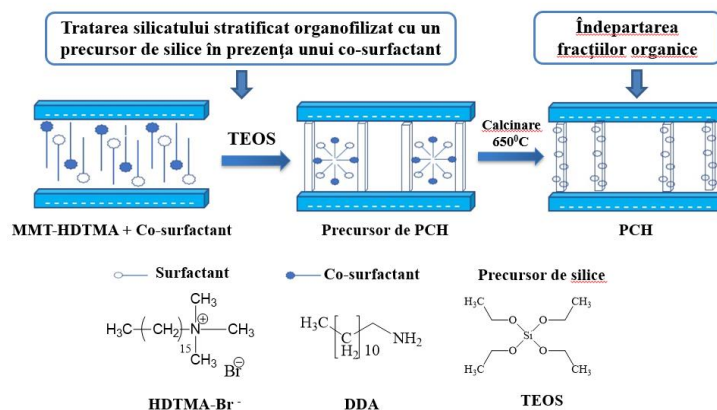 Tratarea silicatului stratificat organofilizat cu un
precursor de silice în prezența unui co-surfactant
Îndepartarea
fracțiilor organice
TEOS
Calcinare
650⁰C
MMT-HDTMA + Co-surfactant
Precursor de PCH
PCH
Surfactant
Co-surfactant
Precursor de silice
H₃C-(-CH₂-)₁₅-N⊕-CH₃
CH₃
CH₃
Br⊖
H₃C
C
H₂
10
NH₂
H₃C
CH₃
O
O
Si
O
O
H₃C
CH₃
HDTMA-Br⁻
DDA
TEOS